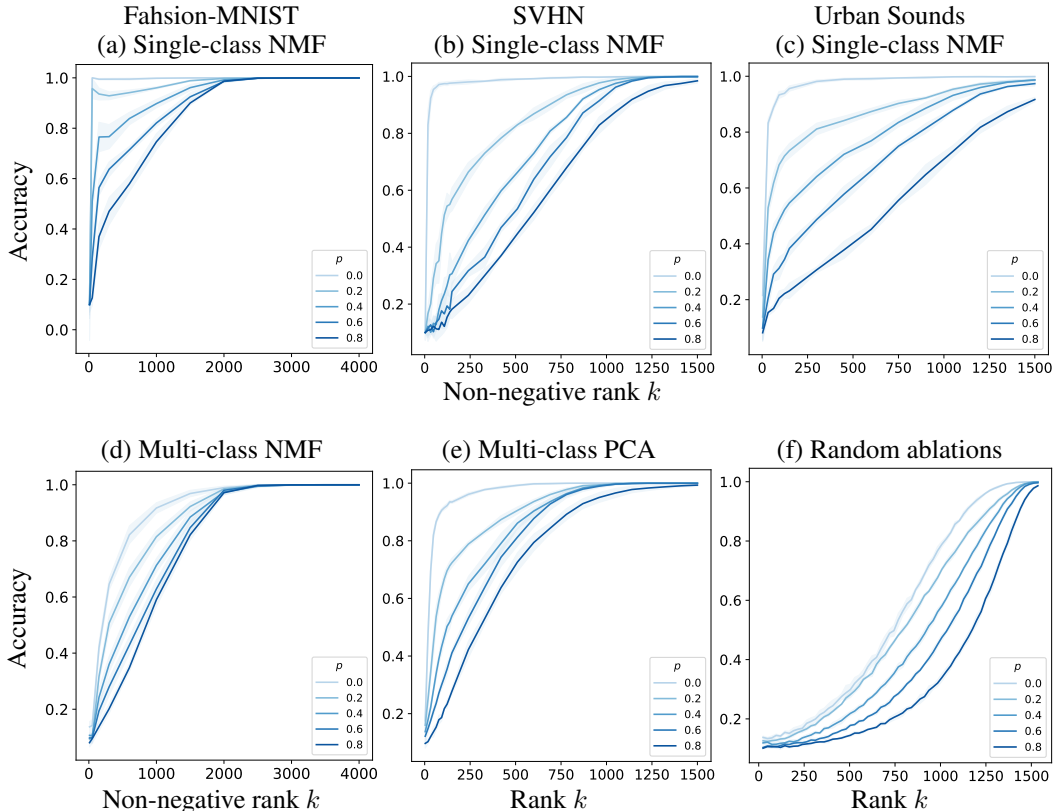 Fahsion-MNIST
(a) Single-class NMF
SVHN
(b) Single-class NMF
Urban Sounds
(c) Single-class NMF
Accuracy
1.0
0.8
0.6
0.4
0.2
0.0
p
0.0
0.2
0.4
0.6
0.8
0 1000 2000 3000 4000
1.0
0.8
0.6
0.4
0.2
p
0.0
0.2
0.4
0.6
0.8
0 250 500 750 1000 1250 1500
1.0
0.8
0.6
0.4
0.2
p
0.0
0.2
0.4
0.6
0.8
0 250 500 750 1000 1250 1500
Non-negative rank k
(d) Multi-class NMF
(e) Multi-class PCA
(f) Random ablations
Accuracy
1.0
0.8
0.6
0.4
0.2
p
0.0
0.2
0.4
0.6
0.8
0 1000 2000 3000 4000
Non-negative rank k
1.0
0.8
0.6
0.4
0.2
p
0.0
0.2
0.4
0.6
0.8
0 250 500 750 1000 1250 1500
Rank k
1.0
0.8
0.6
0.4
0.2
p
0.0
0.2
0.4
0.6
0.8
0 250 500 750 1000 1250 1500
Rank k